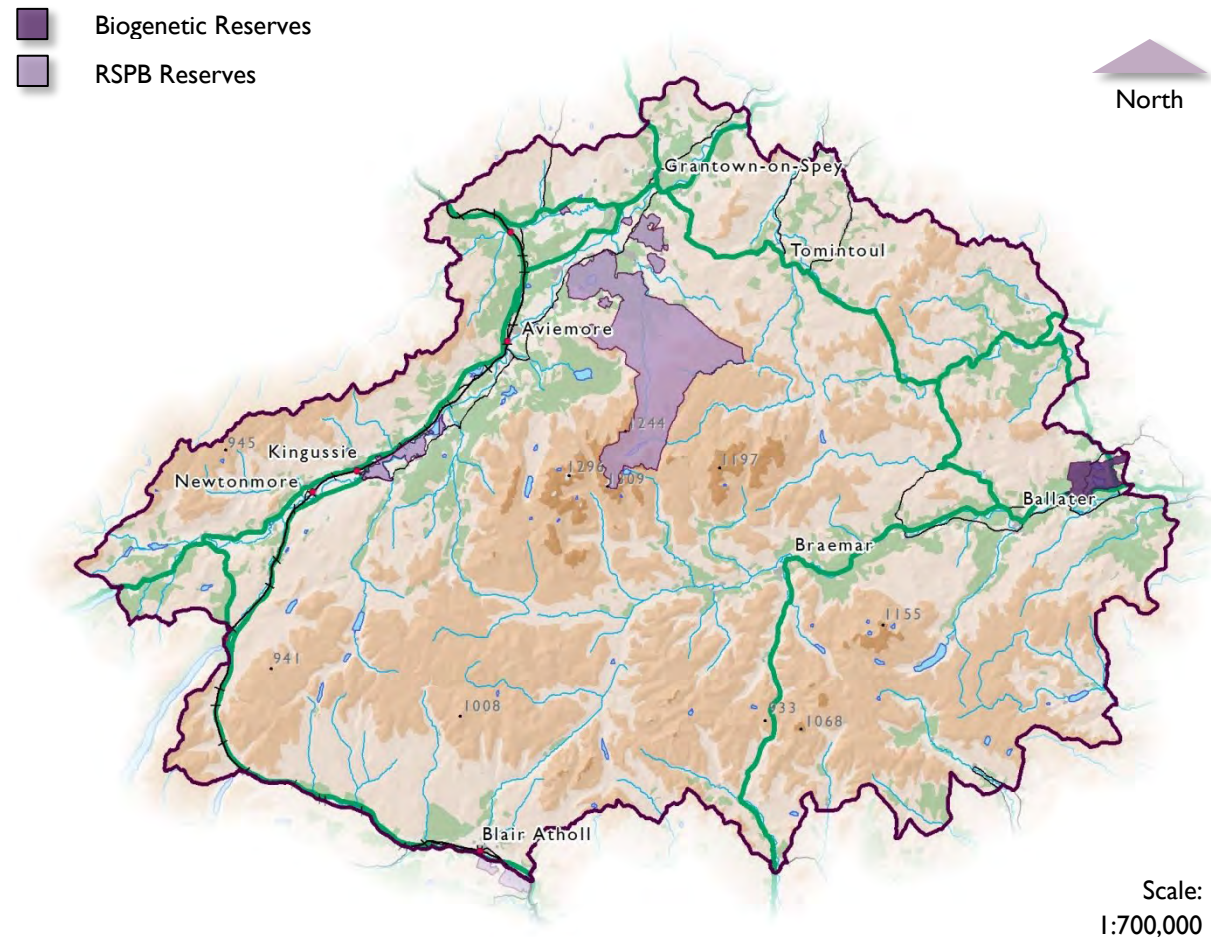 Biogenetic Reserves
RSPB Reserves
North
Grantown-on-Spey
Tomintoul
Aviemore
1244
945
Kingussie
1296
1309
1197
Newtonmore
Ballater
Braemar
1155
941
1008
933
1068
Blair Atholl
Scale:
1:700,000